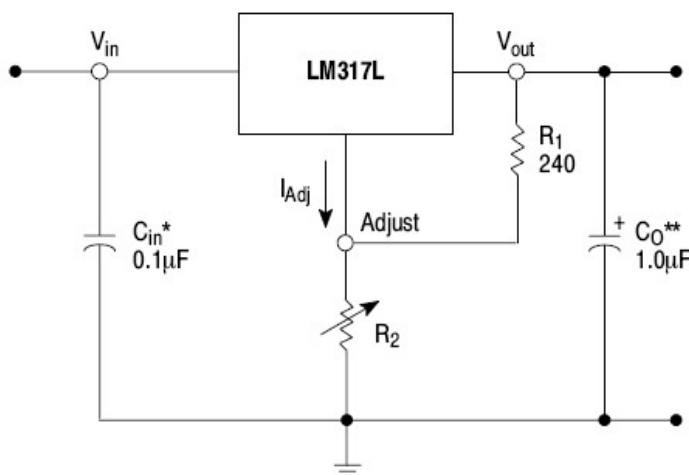 V_in
LM317L
V_out
R_1
240
I_Adj
Adjust
C_in*
0.1μF
+
C_O**
1.0μF
R_2